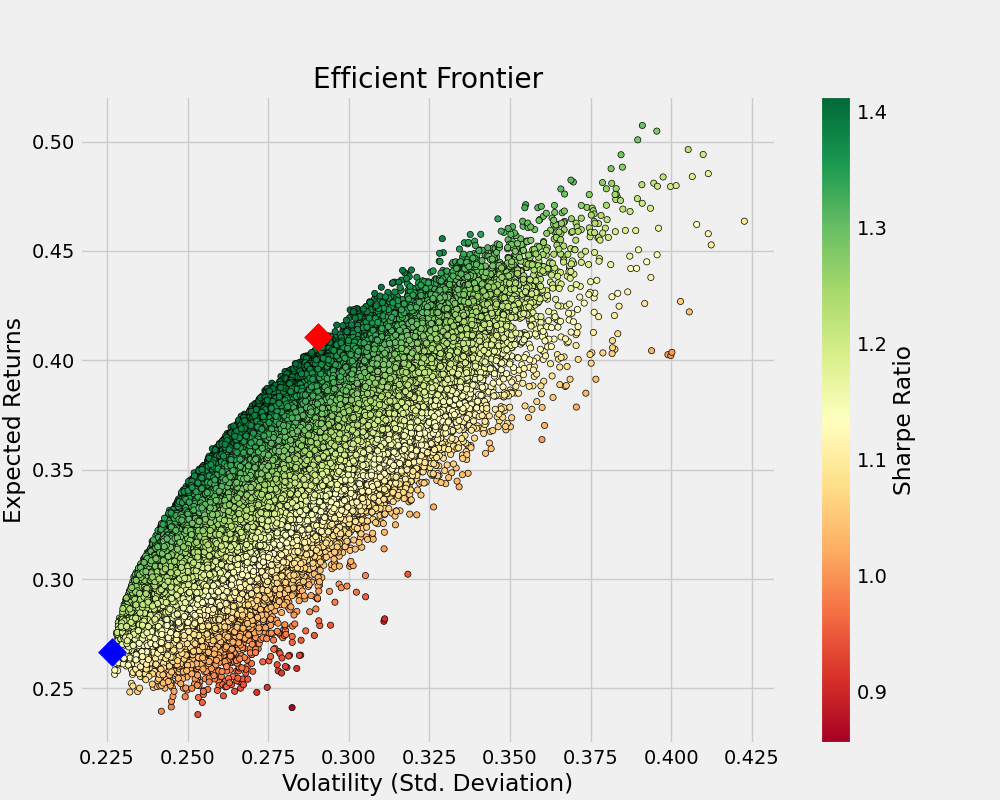 Efficient Frontier
Expected Returns
0.50
0.45
0.40
0.35
0.30
0.25
0.225 0.250 0.275 0.300 0.325 0.350 0.375 0.400 0.425
Volatility (Std. Deviation)
1.4
1.3
1.2
1.1
1.0
0.9
Sharpe Ratio